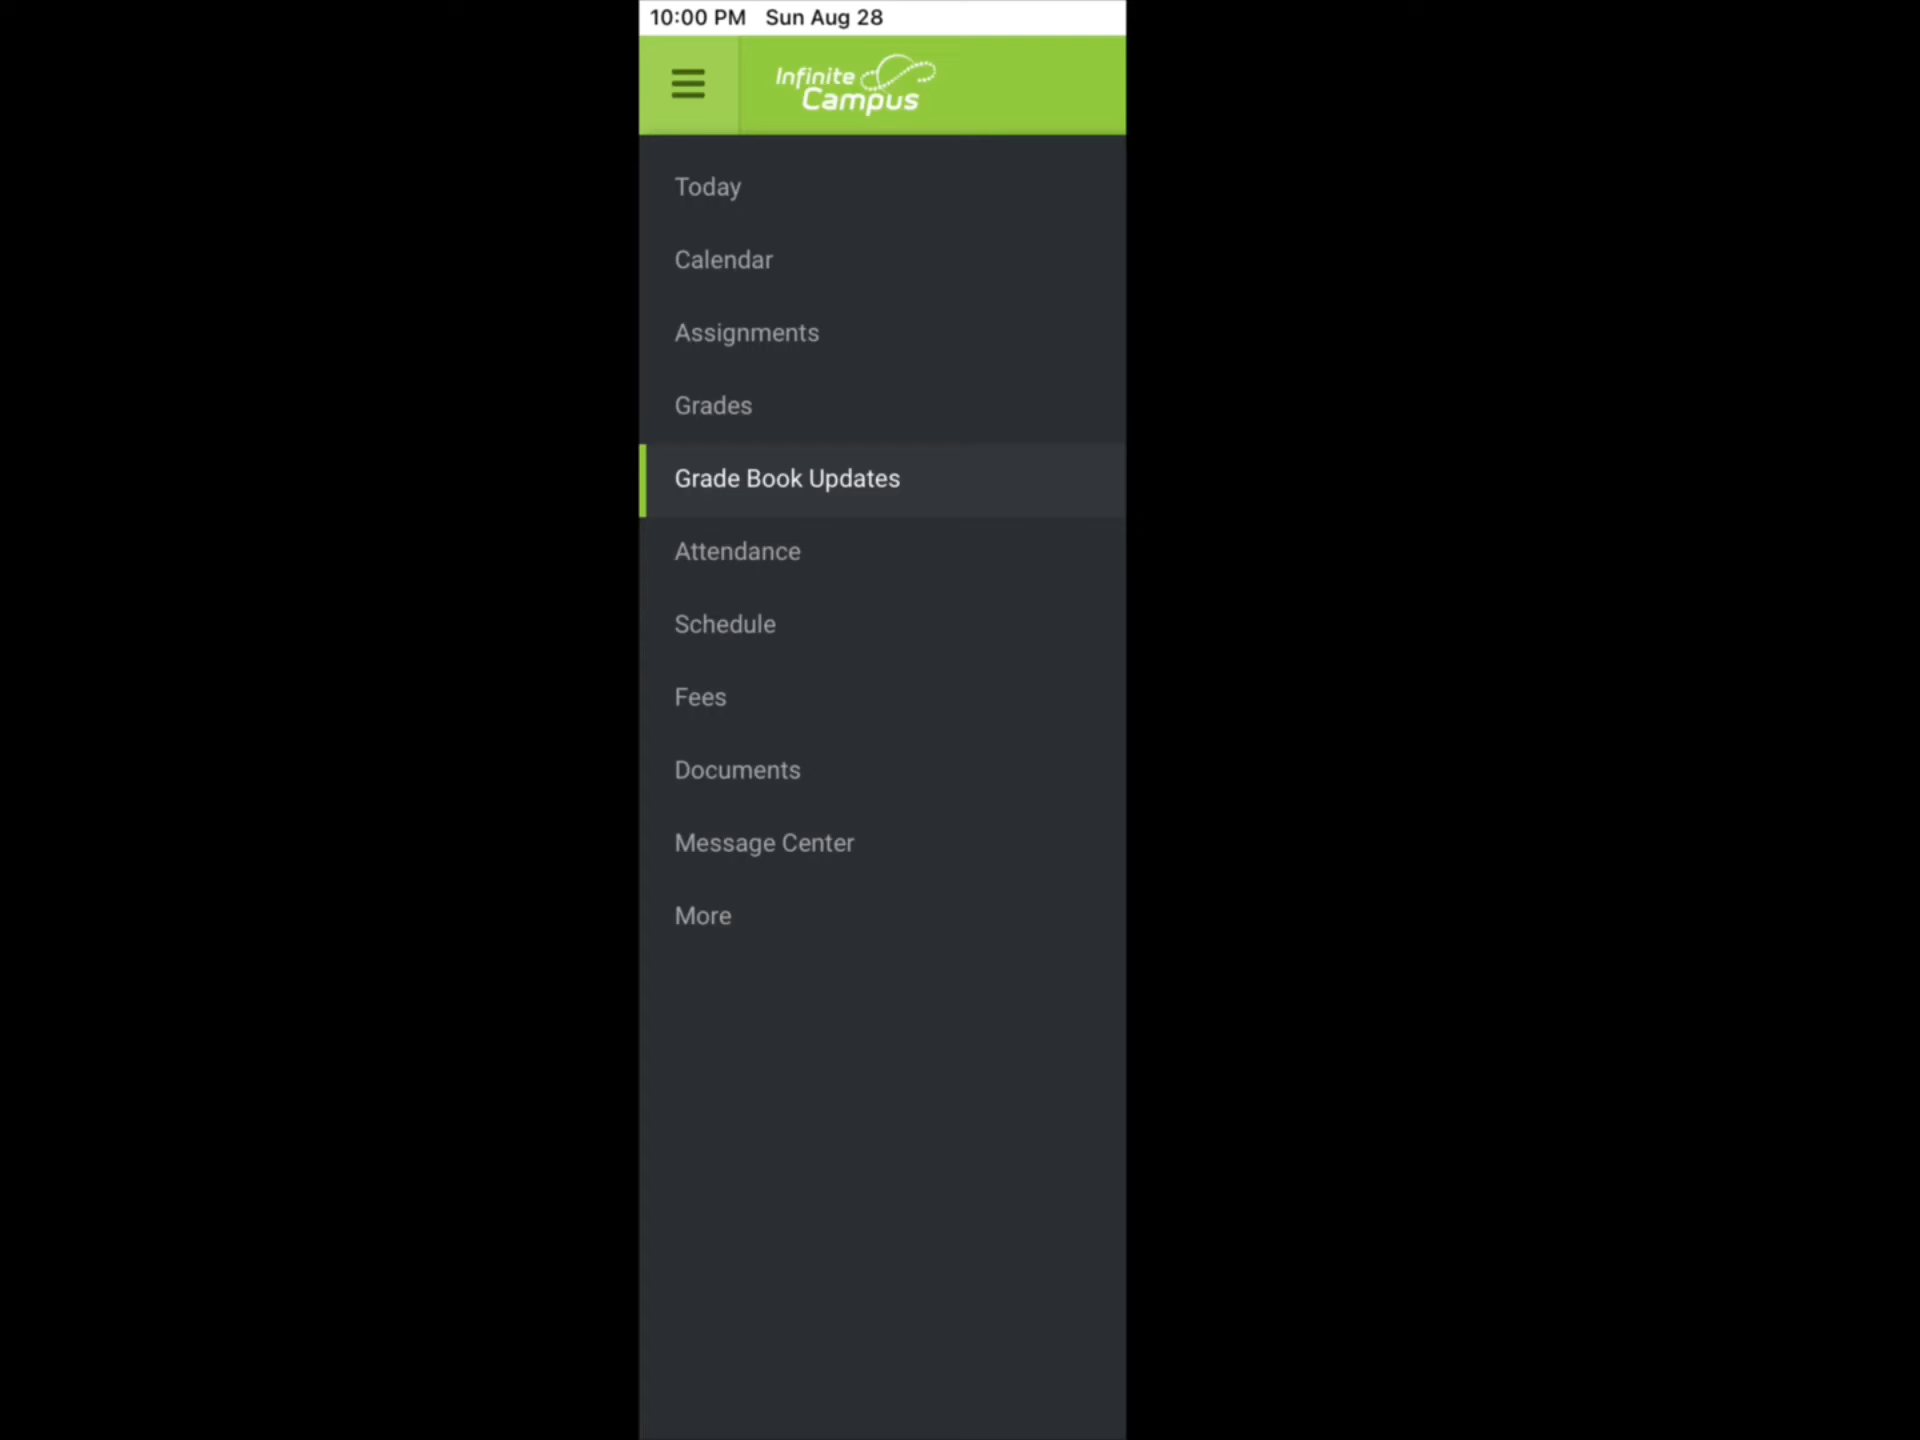 10:00 PM Sun Aug 28
Infinite
Campus
Today
Calendar
Assignments
Grades
Grade Book Updates
Attendance
Schedule
Fees
Documents
Message Center
More